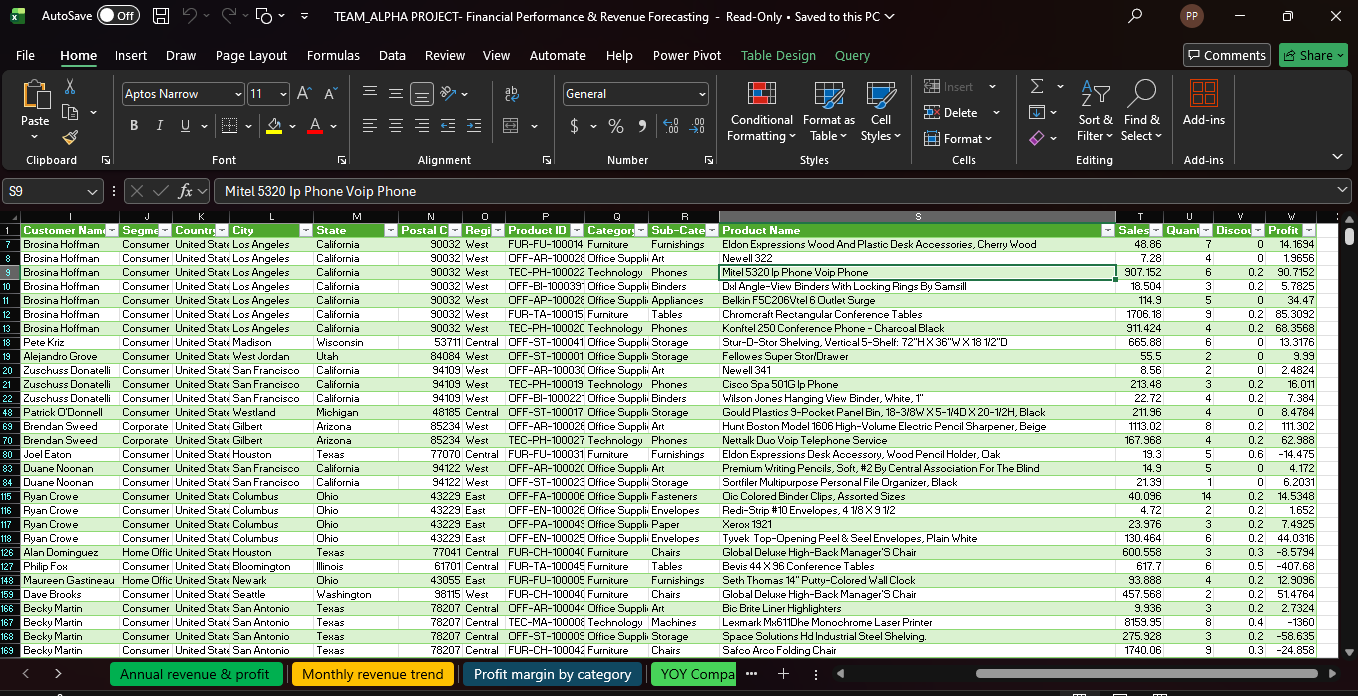 AutoSave Off TEAM_ALPHA PROJECT- Financial Performance & Revenue Forecasting - Read-Only • Saved to this PC PP
File Home Insert Draw Page Layout Formulas Data Review View Automate Help Power Pivot Table Design Query Comments Share
Paste Aptos Narrow 11 General Conditional Formatting Format as Table Cell Styles Insert Delete Format Sort & Filter Find & Select Add-ins
Clipboard Font Alignment Number Styles Cells Editing Add-ins
S9 fx Mitel 5320 Ip Phone Voip Phone
I J K L M N O P Q R S T U V W
1 Customer Name Segme Country City State Postal C Regi Product ID Category Sub-Cate Product Name Sales Quant Discou Profit
7 Brosina Hoffman Consumer United State Los Angeles California 90032 West FUR-FU-100014 Furniture Furnishings Eldon Expressions Wood And Plastic Desk Accessories, Cherry Wood 48.86 7 0 14.1694
8 Brosina Hoffman Consumer United State Los Angeles California 90032 West OFF-AR-100028 Office Suppli Art Newell 322 7.28 4 0 1.9656
9 Brosina Hoffman Consumer United State Los Angeles California 90032 West TEC-PH-100022 Technology Phones Mitel 5320 Ip Phone Voip Phone 907.152 6 0.2 90.7152
10 Brosina Hoffman Consumer United State Los Angeles California 90032 West OFF-BI-1000391 Office Suppli Binders Dxl Angle-View Binders With Locking Rings By Samsill 18.504 3 0.2 5.7825
11 Brosina Hoffman Consumer United State Los Angeles California 90032 West OFF-AP-100028 Office Suppli Appliances Belkin F5C206Vtel 6 Outlet Surge 114.9 5 0 34.47
12 Brosina Hoffman Consumer United State Los Angeles California 90032 West FUR-TA-100015 Furniture Tables Chromcraft Rectangular Conference Tables 1706.18 9 0.2 85.3092
13 Brosina Hoffman Consumer United State Los Angeles California 90032 West TEC-PH-100020 Technology Phones Konftel 250 Conference Phone - Charcoal Black 911.424 4 0.2 68.3568
18 Pete Kriz Consumer United State Madison Wisconsin 53711 Central OFF-ST-100041 Office Suppli Storage Stur-D-Stor Shelving, Vertical 5-Shelf: 72"H X 36"W X 18 1/2"D 665.88 6 0 13.3176
19 Alejandro Grove Consumer United State West Jordan Utah 84084 West OFF-ST-100001 Office Suppli Storage Fellowes Super Stor/Drawer 55.5 2 0 9.99
20 Zuschuss Donatelli Consumer United State San Francisco California 94109 West OFF-AR-100030 Office Suppli Art Newell 341 8.56 2 0 2.4824
21 Zuschuss Donatelli Consumer United State San Francisco California 94109 West TEC-PH-100019 Technology Phones Cisco Spa 501G Ip Phone 213.48 3 0.2 16.011
22 Zuschuss Donatelli Consumer United State San Francisco California 94109 West OFF-BI-1000221 Office Suppli Binders Wilson Jones Hanging View Binder, White, 1" 22.72 4 0.2 7.384
48 Patrick O'Donnell Consumer United State Westland Michigan 48185 Central OFF-ST-100017 Office Suppli Storage Gould Plastics 9-Pocket Panel Bin, 18-3/8W X 5-1/4D X 20-1/2H, Black 211.96 4 0 8.4784
69 Brendan Sweed Corporate United State Gilbert Arizona 85234 West OFF-AR-100026 Office Suppli Art Hunt Boston Model 1606 High-Volume Electric Pencil Sharpener, Beige 1113.02 8 0.2 111.302
70 Brendan Sweed Corporate United State Gilbert Arizona 85234 West TEC-PH-100027 Technology Phones Nettalk Duo Voip Telephone Service 167.968 4 0.2 62.988
80 Joel Eaton Consumer United State Houston Texas 77070 Central FUR-FU-100031 Furniture Furnishings Eldon Expressions Desk Accessory, Wood Pencil Holder, Oak 19.3 5 0.6 -14.475
83 Duane Noonan Consumer United State San Francisco California 94122 West OFF-AR-100020 Office Suppli Art Premium Writing Pencils, Soft, #2 By Central Association For The Blind 14.9 5 0 4.172
84 Duane Noonan Consumer United State San Francisco California 94122 West OFF-ST-100023 Office Suppli Storage Sortfiler Multipurpose Personal File Organizer, Black 21.39 1 0 6.2031
115 Ryan Crowe Consumer United State Columbus Ohio 43229 East OFF-FA-100006 Office Suppli Fasteners Oic Colored Binder Clips, Assorted Sizes 40.096 14 0.2 14.5348
116 Ryan Crowe Consumer United State Columbus Ohio 43229 East OFF-EN-100028 Office Suppli Envelopes Redi-Strip #10 Envelopes, 4 1/8 X 9 1/2 4.72 2 0.2 1.652
117 Ryan Crowe Consumer United State Columbus Ohio 43229 East OFF-PA-100049 Office Suppli Paper Xerox 1921 23.976 3 0.2 7.4925
118 Ryan Crowe Consumer United State Columbus Ohio 43229 East OFF-EN-100025 Office Suppli Envelopes Tyvek Top-Opening Peel & Seel Envelopes, Plain White 130.464 6 0.2 44.0316
126 Alan Dominguez Home Offic United State Houston Texas 77041 Central FUR-CH-100040 Furniture Chairs Global Deluxe High-Back Manager'S Chair 600.558 3 0.3 -8.5794
127 Philip Fox Consumer United State Bloomington Illinois 61701 Central FUR-TA-100045 Furniture Tables Bevis 44 X 96 Conference Tables 617.7 6 0.5 -407.68
148 Maureen Gastineau Home Offic United State Newark Ohio 43055 East FUR-FU-100008 Furniture Furnishings Seth Thomas 14" Putty-Colored Wall Clock 93.888 4 0.2 12.9096
159 Dave Brooks Consumer United State Seattle Washington 98115 West FUR-CH-100040 Furniture Chairs Global Deluxe High-Back Manager'S Chair 457.568 2 0.2 51.4764
166 Becky Martin Consumer United State San Antonio Texas 78207 Central OFF-AR-100044 Office Suppli Art Bic Brite Liner Highlighters 9.936 3 0.2 2.7324
167 Becky Martin Consumer United State San Antonio Texas 78207 Central TEC-MA-100008 Technology Machines Lexmark Mx611Dhe Monochrome Laser Printer 8159.95 8 0.4 -1360
168 Becky Martin Consumer United State San Antonio Texas 78207 Central OFF-ST-100009 Office Suppli Storage Space Solutions Hd Industrial Steel Shelving. 275.928 3 0.2 -58.635
169 Becky Martin Consumer United State San Antonio Texas 78207 Central FUR-CH-100042 Furniture Chairs Safco Arco Folding Chair 1740.06 9 0.3 -24.858
Annual revenue & profit Monthly revenue trend Profit margin by category YOY Compa